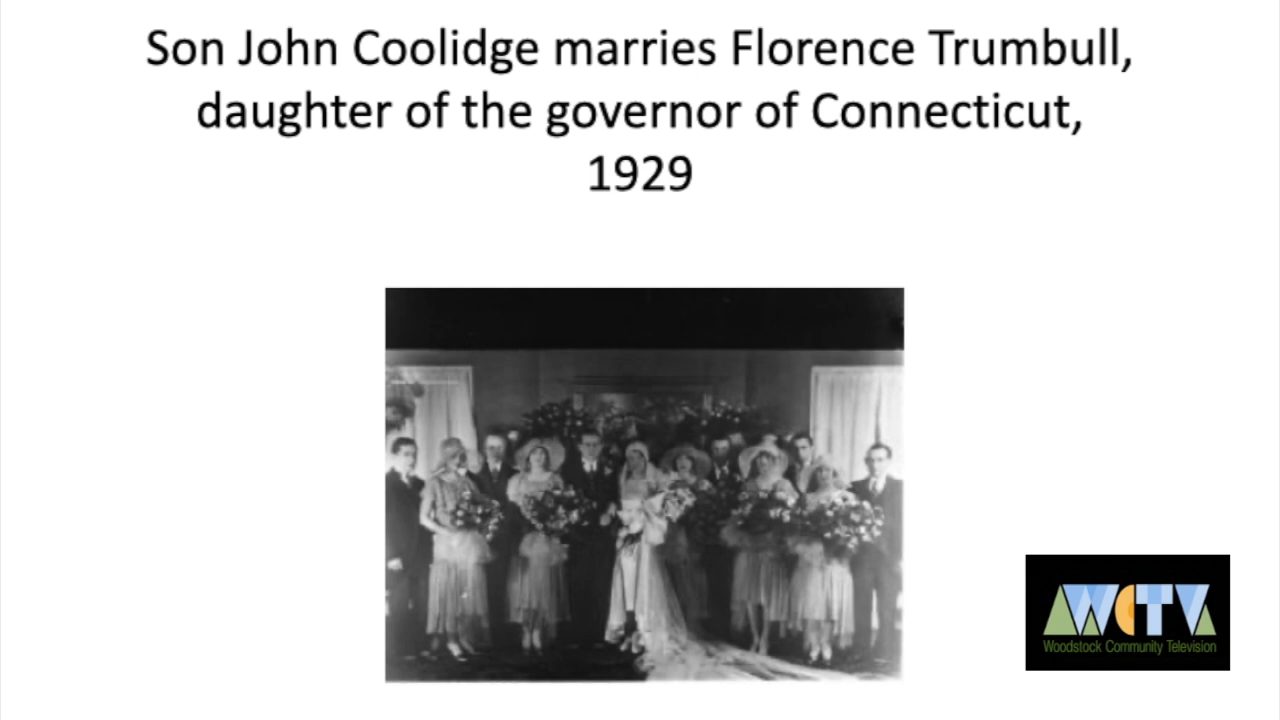 Son John Coolidge marries Florence Trumbull,
daughter of the governor of Connecticut,
1929
WCTV
Woodstock Community Television